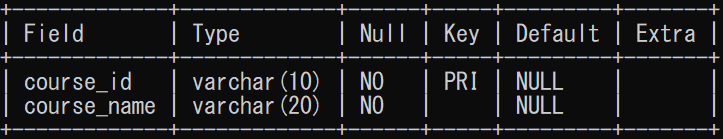 +-------------+-------------+------+-----+---------+-------+
| Field       | Type        | Null | Key | Default | Extra |
+-------------+-------------+------+-----+---------+-------+
| course_id   | varchar(10) | NO   | PRI | NULL    |       |
| course_name | varchar(20) | NO   |     | NULL    |       |
+-------------+-------------+------+-----+---------+-------+